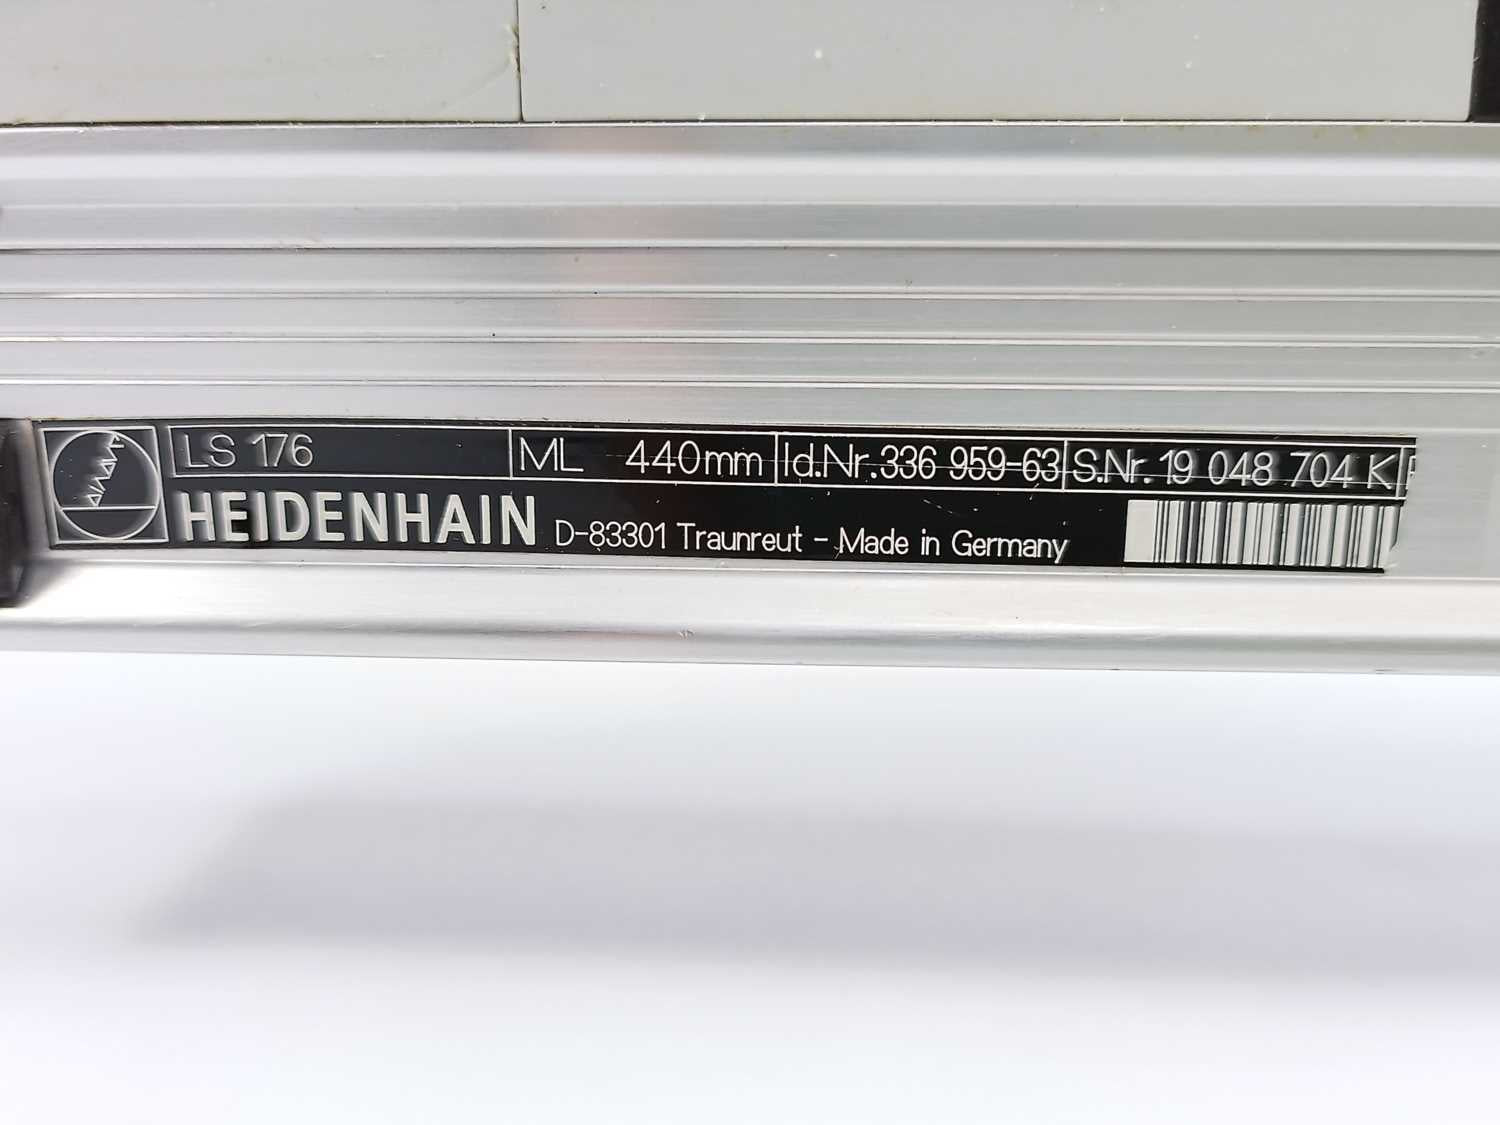 LS 176 ML 440mm Id.Nr.336 959-63 S.Nr. 19 048 704 K
HEIDENHAIN D-83301 Traunreut - Made in Germany